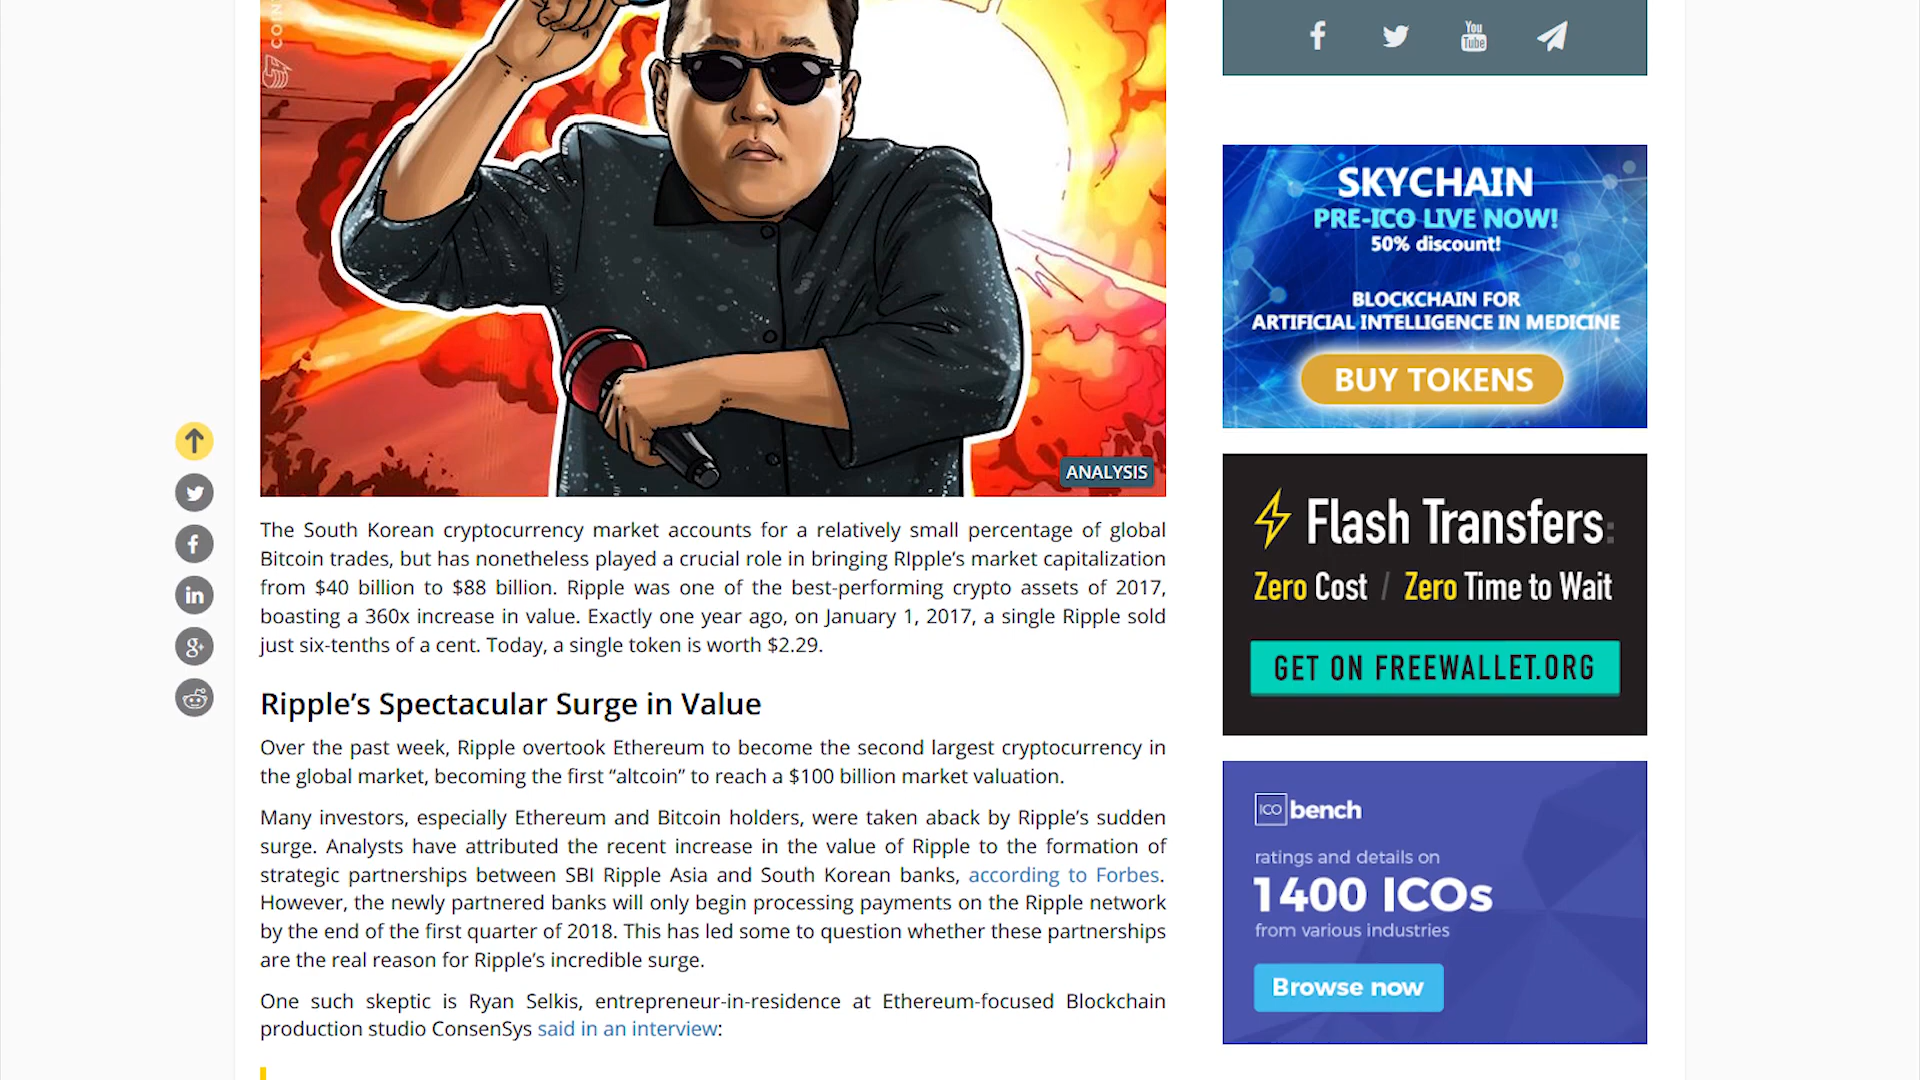 COIN
ANALYSIS
The South Korean cryptocurrency market accounts for a relatively small percentage of global
Bitcoin trades, but has nonetheless played a crucial role in bringing RIpple’s market capitalization
from $40 billion to $88 billion. Ripple was one of the best-performing crypto assets of 2017,
boasting a 360x increase in value. Exactly one year ago, on January 1, 2017, a single Ripple sold
just six-tenths of a cent. Today, a single token is worth $2.29.
Ripple’s Spectacular Surge in Value
Over the past week, Ripple overtook Ethereum to become the second largest cryptocurrency in
the global market, becoming the first “altcoin” to reach a $100 billion market valuation.
Many investors, especially Ethereum and Bitcoin holders, were taken aback by Ripple’s sudden
surge. Analysts have attributed the recent increase in the value of Ripple to the formation of
strategic partnerships between SBI Ripple Asia and South Korean banks, according to Forbes.
However, the newly partnered banks will only begin processing payments on the Ripple network
by the end of the first quarter of 2018. This has led some to question whether these partnerships
are the real reason for Ripple’s incredible surge.
One such skeptic is Ryan Selkis, entrepreneur-in-residence at Ethereum-focused Blockchain
production studio ConsenSys said in an interview:
You
Tube
SKYCHAIN
PRE-ICO LIVE NOW!
50% discount!
BLOCKCHAIN FOR
ARTIFICIAL INTELLIGENCE IN MEDICINE
BUY TOKENS
Flash Transfers:
Zero Cost / Zero Time to Wait
GET ON FREEWALLET.ORG
ICO bench
ratings and details on
1400 ICOs
from various industries
Browse now